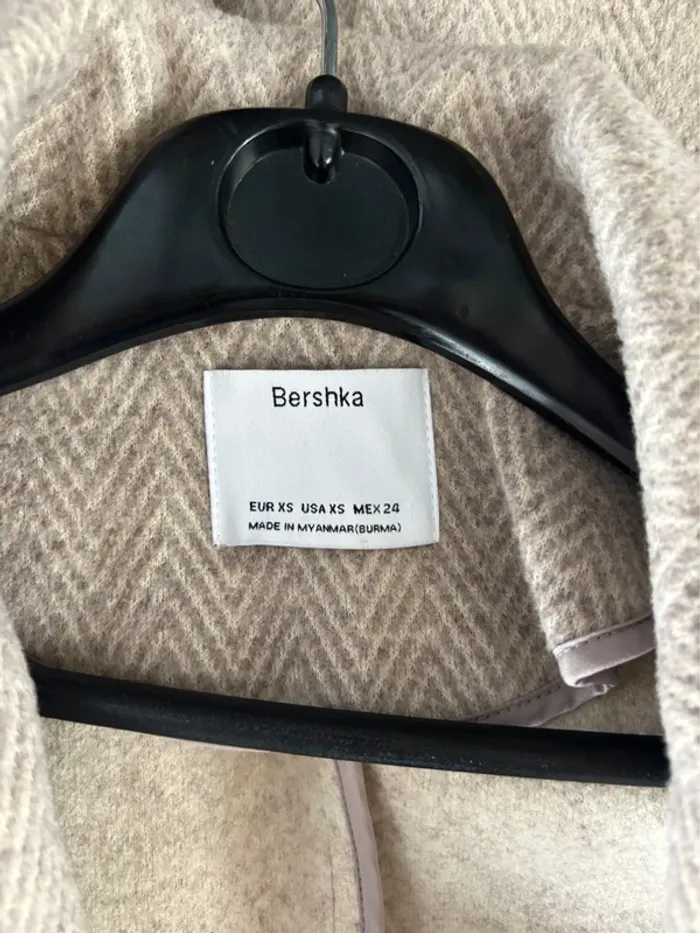 Bershka
EUR XS USA XS MEX 24
MADE IN MYANMAR(BURMA)